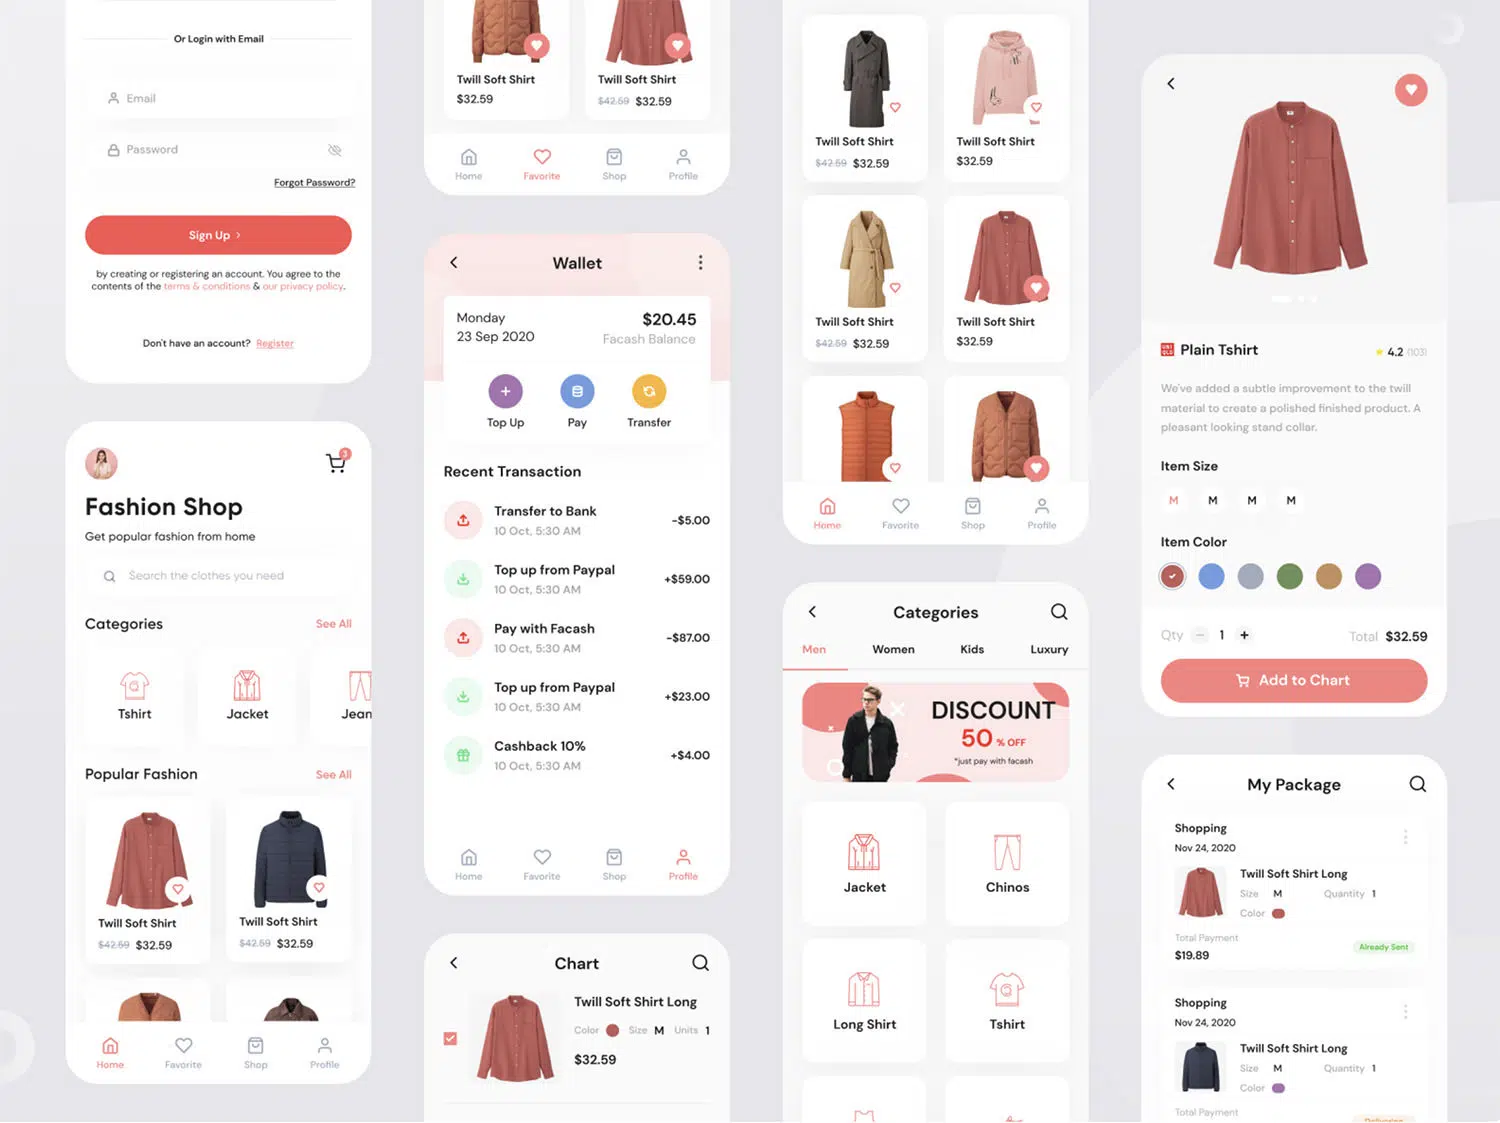 Or Login with Email
Email
Password
Forgot Password?
Sign Up
by creating or registering an account. You agree to the
contents of the terms & conditions & our privacy policy.
Don't have an account? Register
3
Fashion Shop
Get popular fashion from home
Search the clothes you need
Categories See All
Tshirt Jacket Jean
Popular Fashion See All
Twill Soft Shirt
$42.59 $32.59
Twill Soft Shirt
$42.59 $32.59
Home Favorite Shop Profile
Twill Soft Shirt
$32.59
Twill Soft Shirt
$42.59 $32.59
Home Favorite Shop Profile
Wallet
Monday
23 Sep 2020
$20.45
Facash Balance
Top Up Pay Transfer
Recent Transaction
Transfer to Bank
10 Oct, 5:30 AM
-$5.00
Top up from Paypal
10 Oct, 5:30 AM
+$59.00
Pay with Facash
10 Oct, 5:30 AM
-$87.00
Top up from Paypal
10 Oct, 5:30 AM
+$23.00
Cashback 10%
10 Oct, 5:30 AM
+$4.00
Home Favorite Shop Profile
Chart
Twill Soft Shirt Long
Color Size M Units 1
$32.59
Twill Soft Shirt
$42.59 $32.59
Twill Soft Shirt
$32.59
Twill Soft Shirt
$42.59 $32.59
Twill Soft Shirt
$32.59
Home Favorite Shop Profile
Categories
Men Women Kids Luxury
DISCOUNT
50 % OFF
*just pay with facash
Jacket Chinos
Long Shirt Tshirt
UNI
QLO
Plain Tshirt
4.2 (103)
We've added a subtle improvement to the twill
material to create a polished finished product. A
pleasant looking stand collar.
Item Size
M M M M
Item Color
Qty − 1 + Total $32.59
Add to Chart
My Package
Shopping
Nov 24, 2020
Twill Soft Shirt Long
Size M Quantity 1
Color
Total Payment
$19.89
Already Sent
Shopping
Nov 24, 2020
Twill Soft Shirt Long
Size M Quantity 1
Color
Total Payment